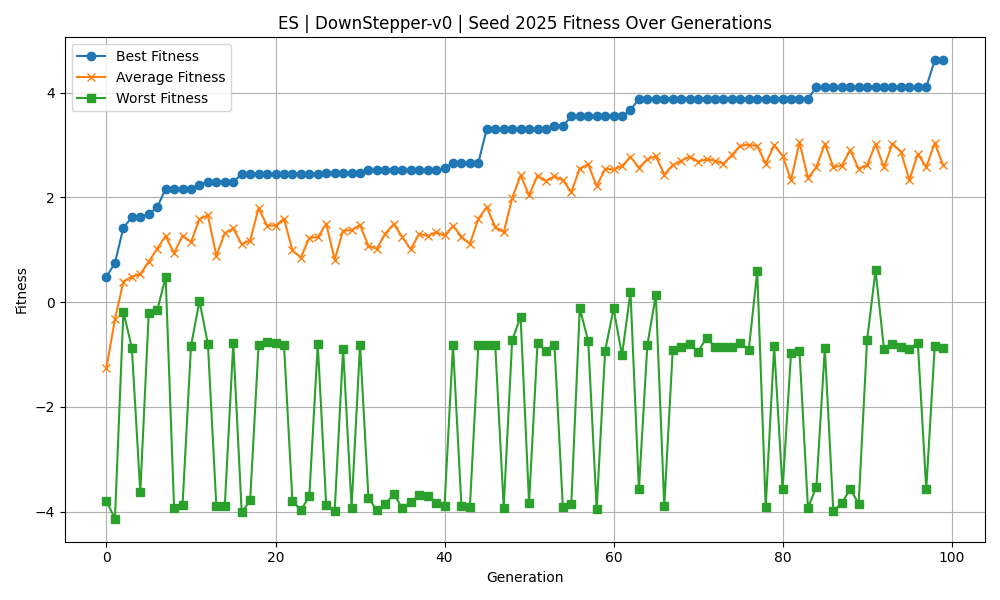 ES | DownStepper-v0 | Seed 2025 Fitness Over Generations
Best Fitness
Average Fitness
Worst Fitness
Fitness
4
2
0
−2
−4
0 20 40 60 80 100
Generation